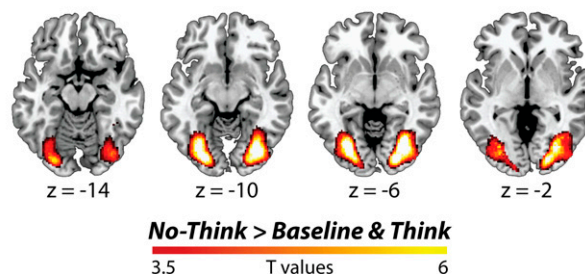 z = -14 z = -10 z = -6 z = -2
No-Think > Baseline & Think
3.5 T values 6